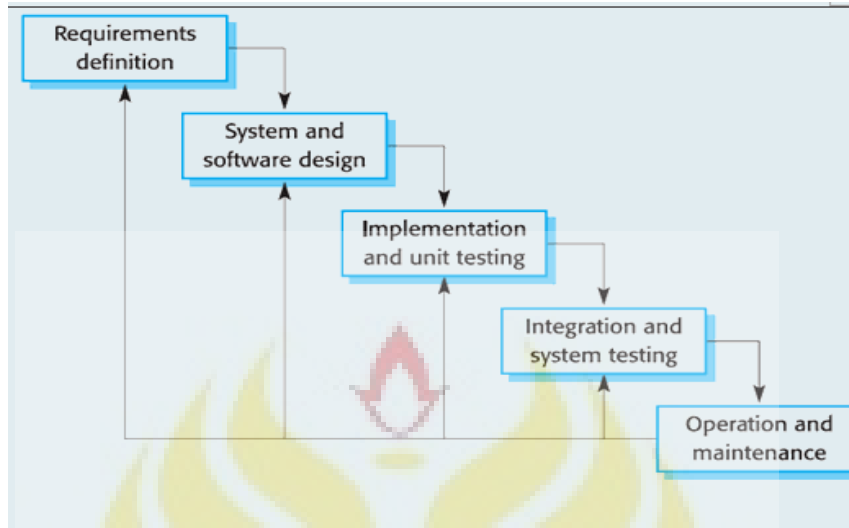 Requirements
definition
System and
software design
Implementation
and unit testing
Integration and
system testing
Operation and
maintenance